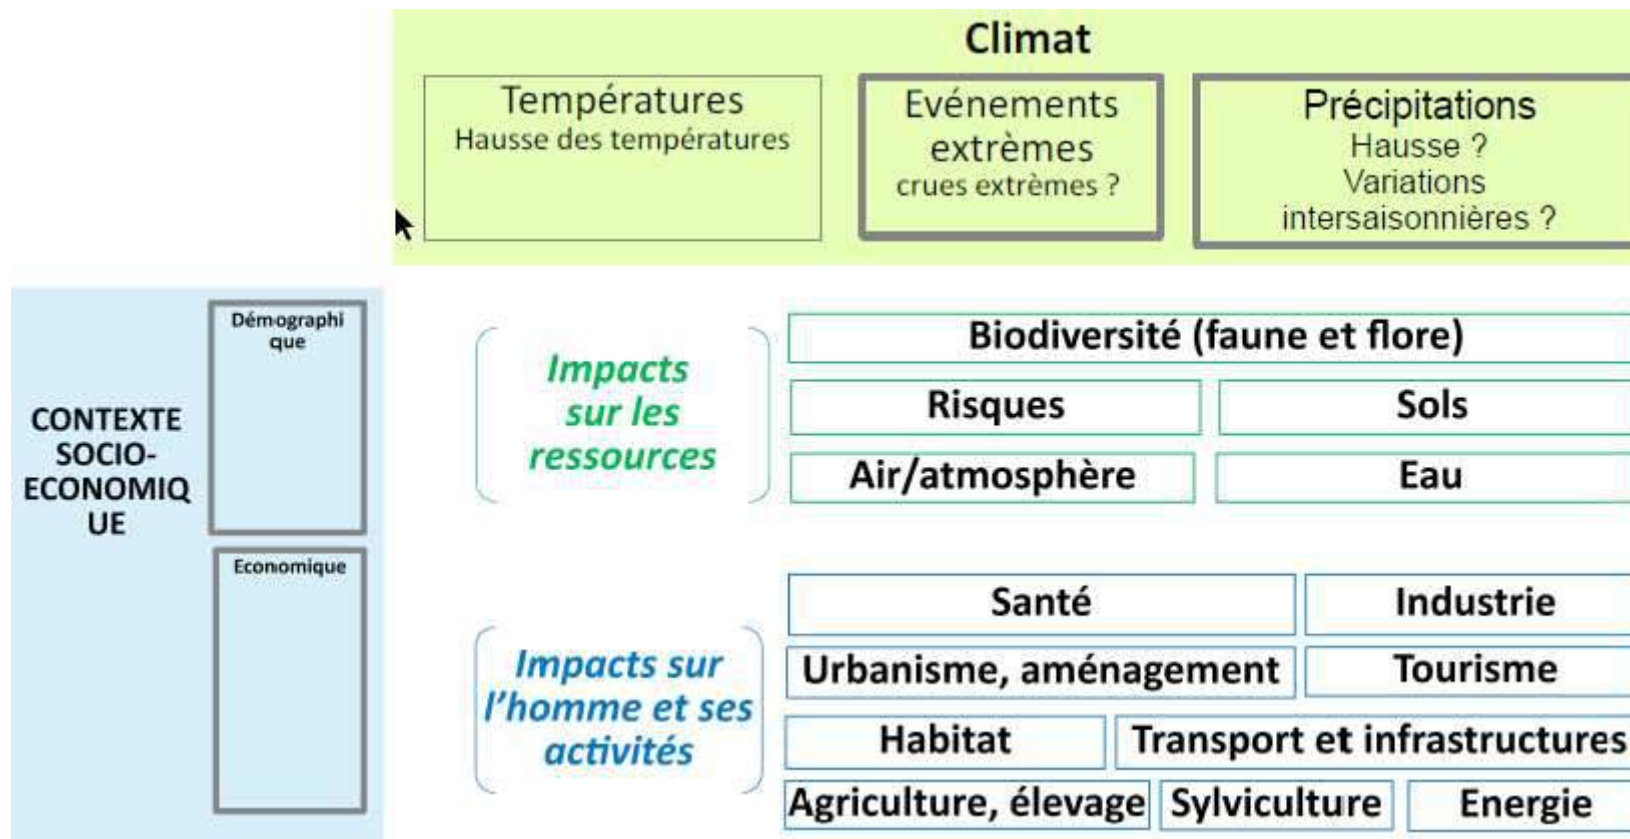 Climat
Températures
Hausse des températures
Evénements
extrèmes
crues extrèmes ?
Précipitations
Hausse ?
Variations
intersaisonnières ?
CONTEXTE
SOCIO-
ECONOMIQ
UE
Démographi
que
Economique
Impacts
sur les
ressources
Biodiversité (faune et flore)
Risques
Sols
Air/atmosphère
Eau
Impacts sur
l'homme et ses
activités
Santé
Industrie
Urbanisme, aménagement
Tourisme
Habitat
Transport et infrastructures
Agriculture, élevage
Sylviculture
Energie